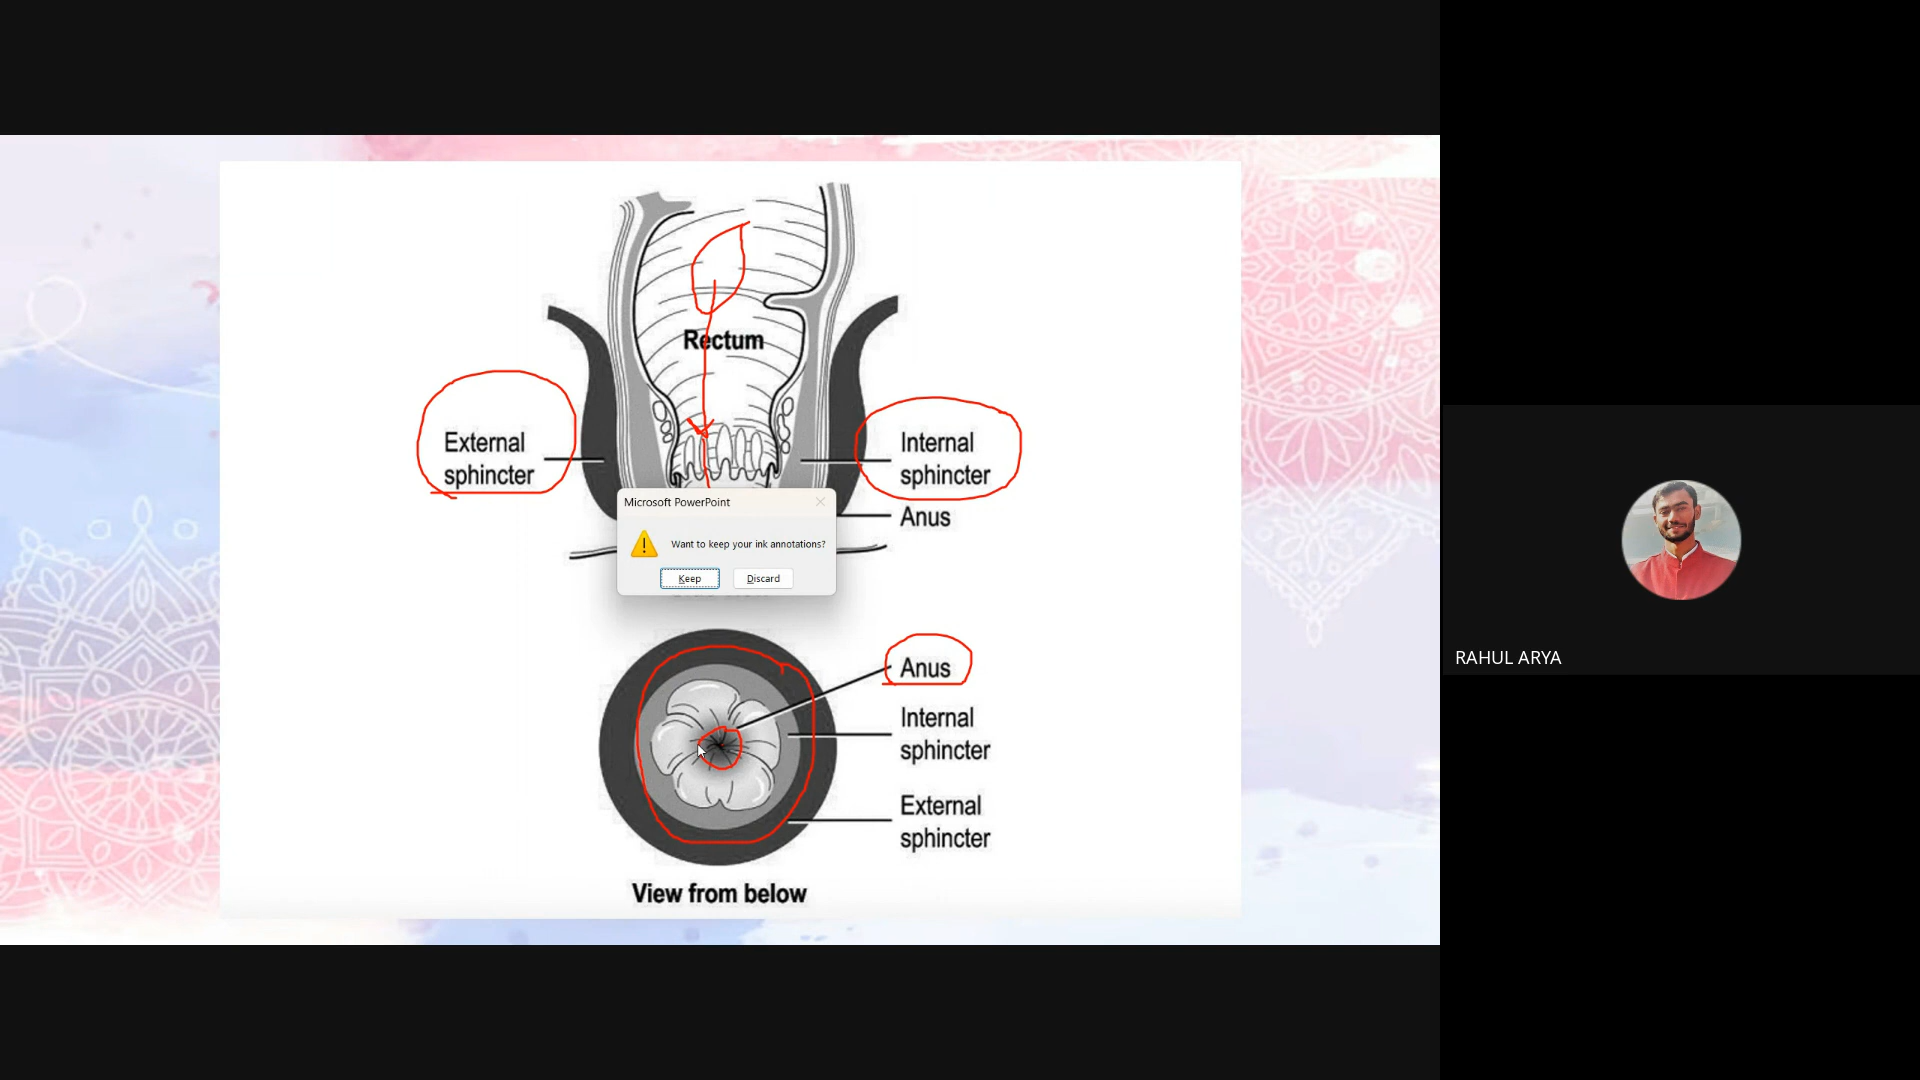 Rectum
External
sphincter
Internal
sphincter
Anus
Microsoft PowerPoint
Want to keep your ink annotations?
Keep
Discard
Anus
Internal
sphincter
External
sphincter
View from below
RAHUL ARYA